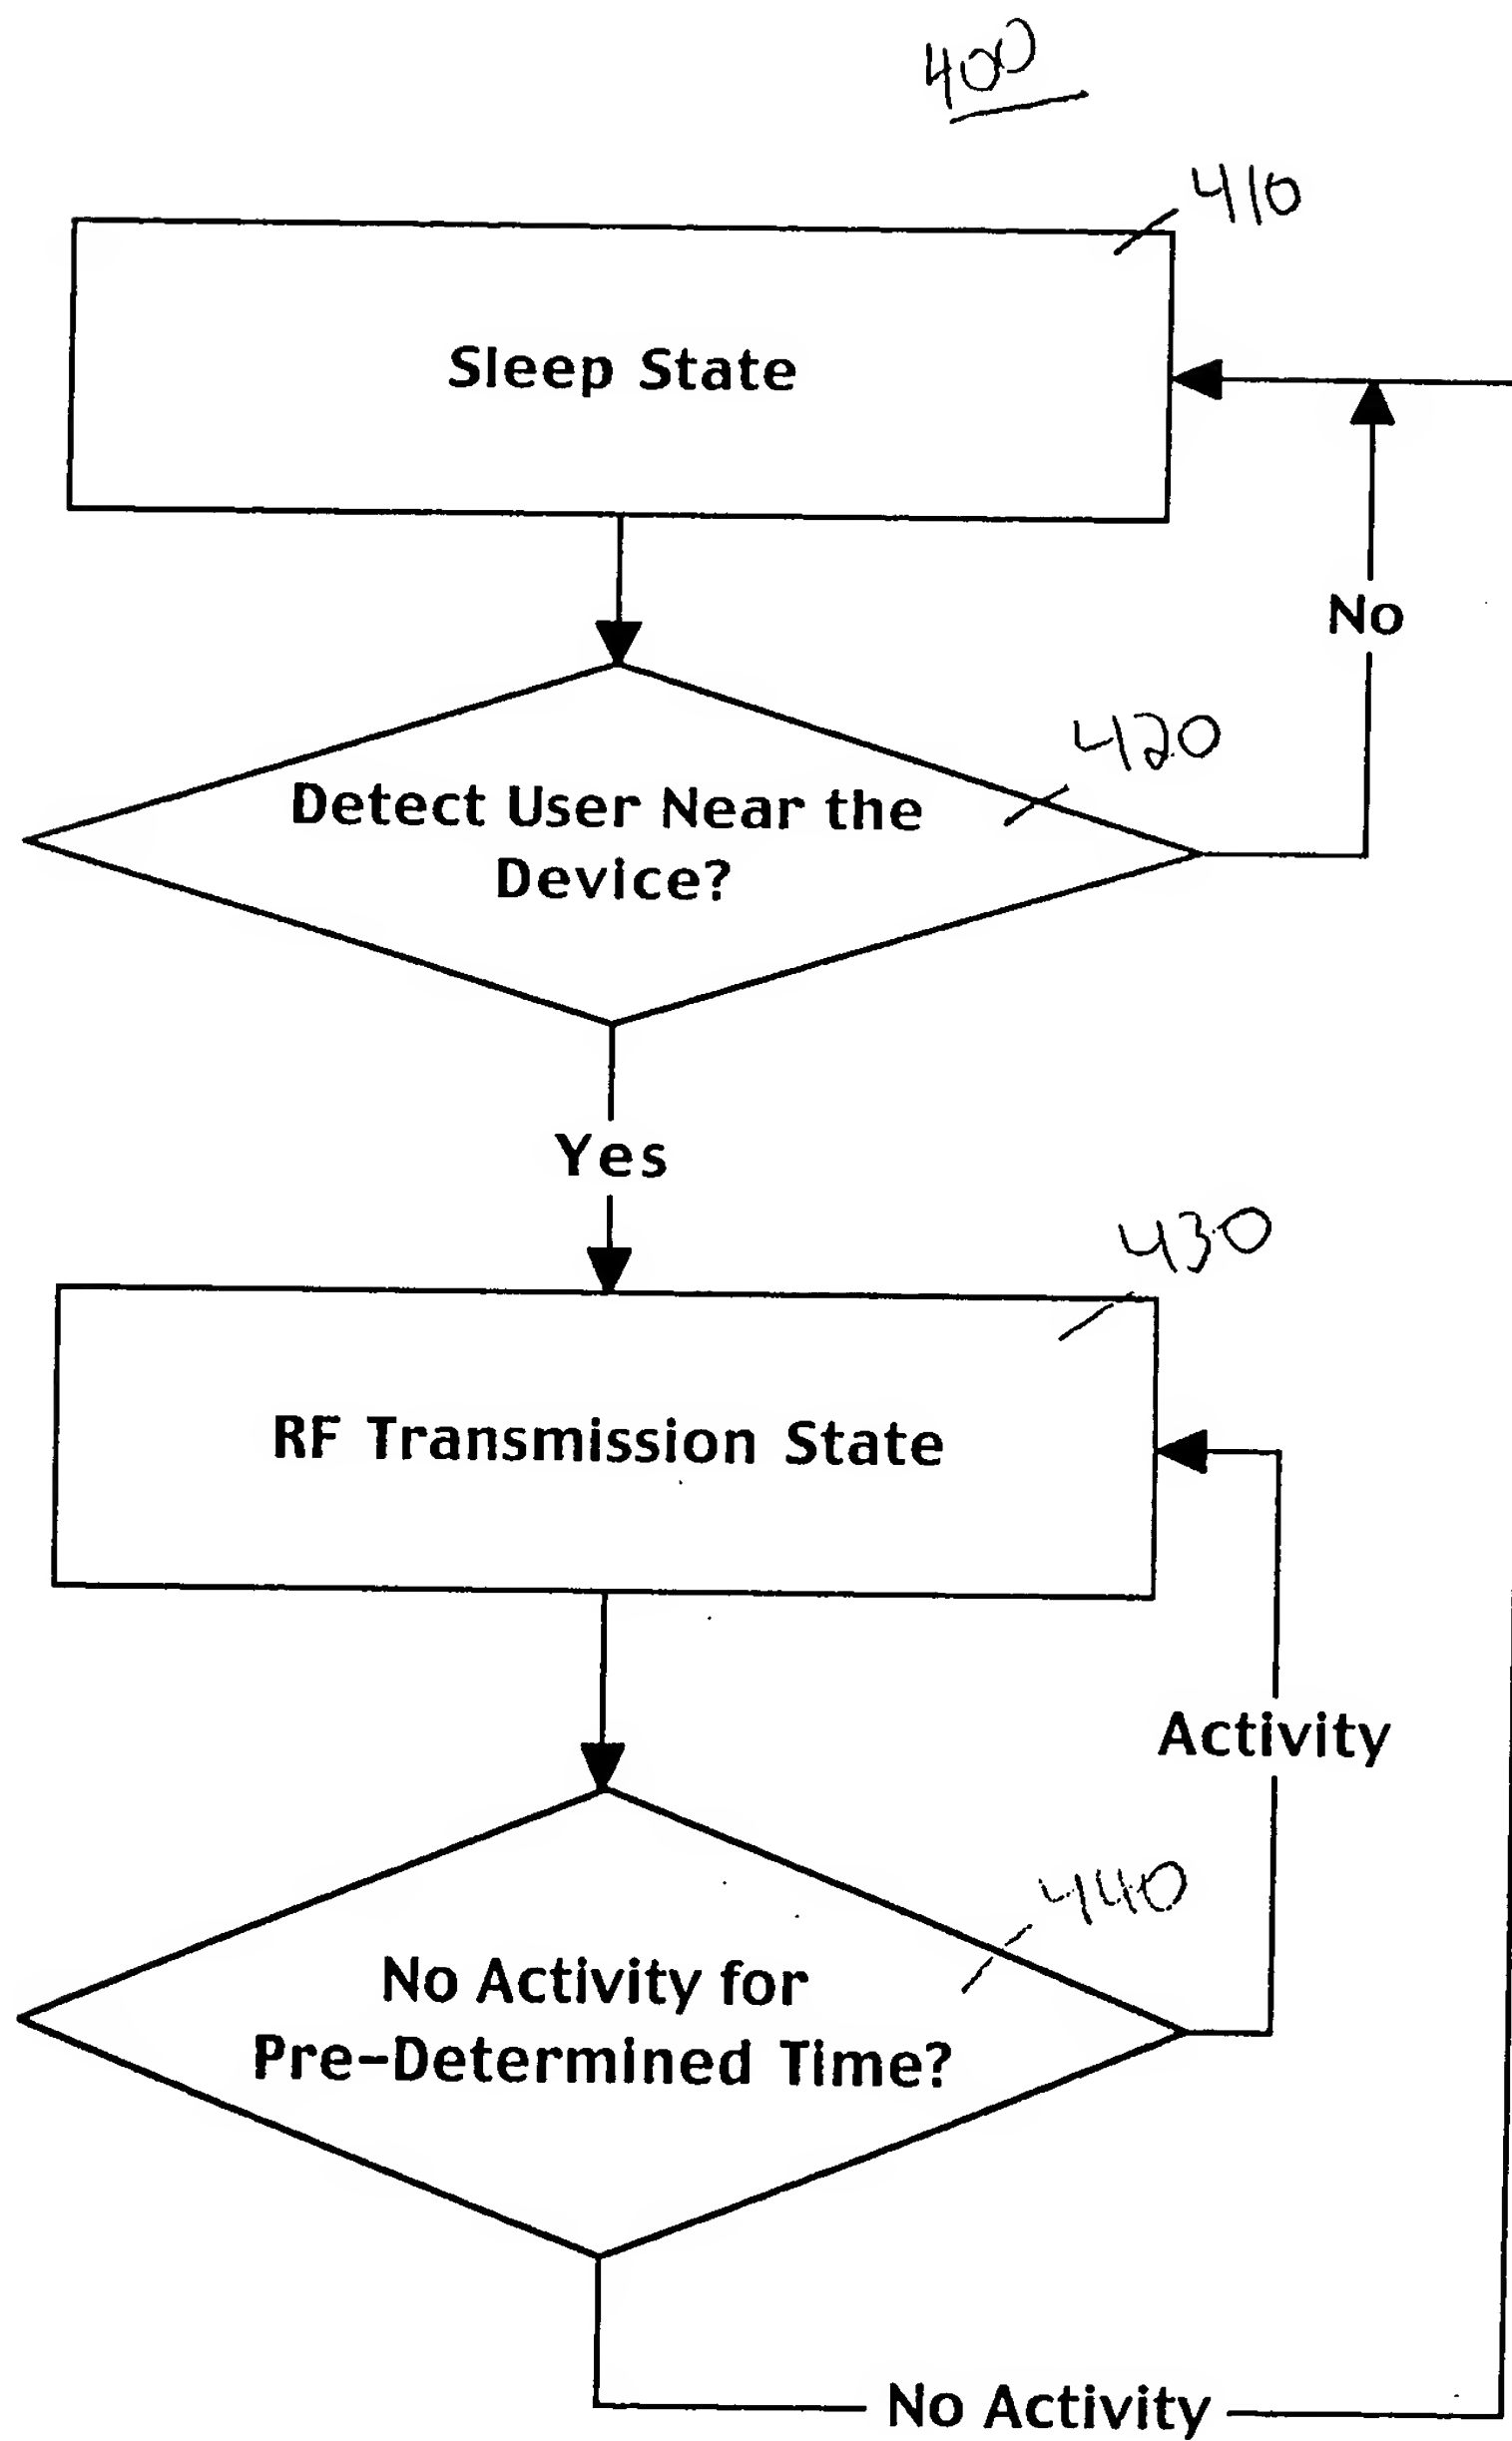 400
410
Sleep State
No
420
Detect User Near the
Device?
Yes
430
RF Transmission State
Activity
440
No Activity for
Pre-Determined Time?
No Activity